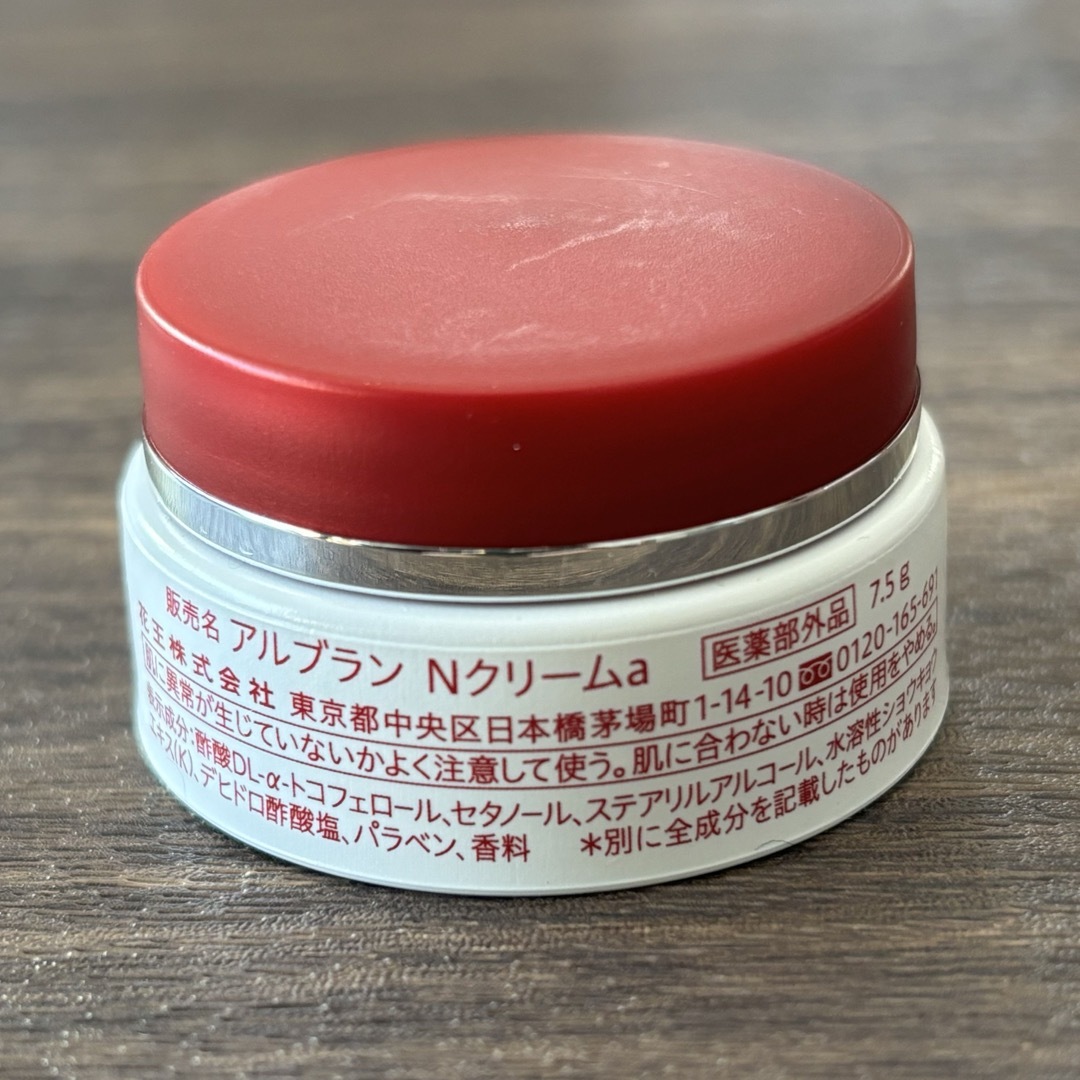 販売名 アルブラン Nクリームa 医薬部外品 7.5g
花王株式会社 東京都中央区日本橋茅場町1-14-10 0120-165-691
肌に異常が生じていないかよく注意して使う。肌に合わない時は使用をやめる。
表示成分:酢酸DL-α-トコフェロール、セタノール、ステアリルアルコール、水溶性ショウキョウ
エキス(K)、デヒドロ酢酸塩、パラベン、香料 *別に全成分を記載したものがあります